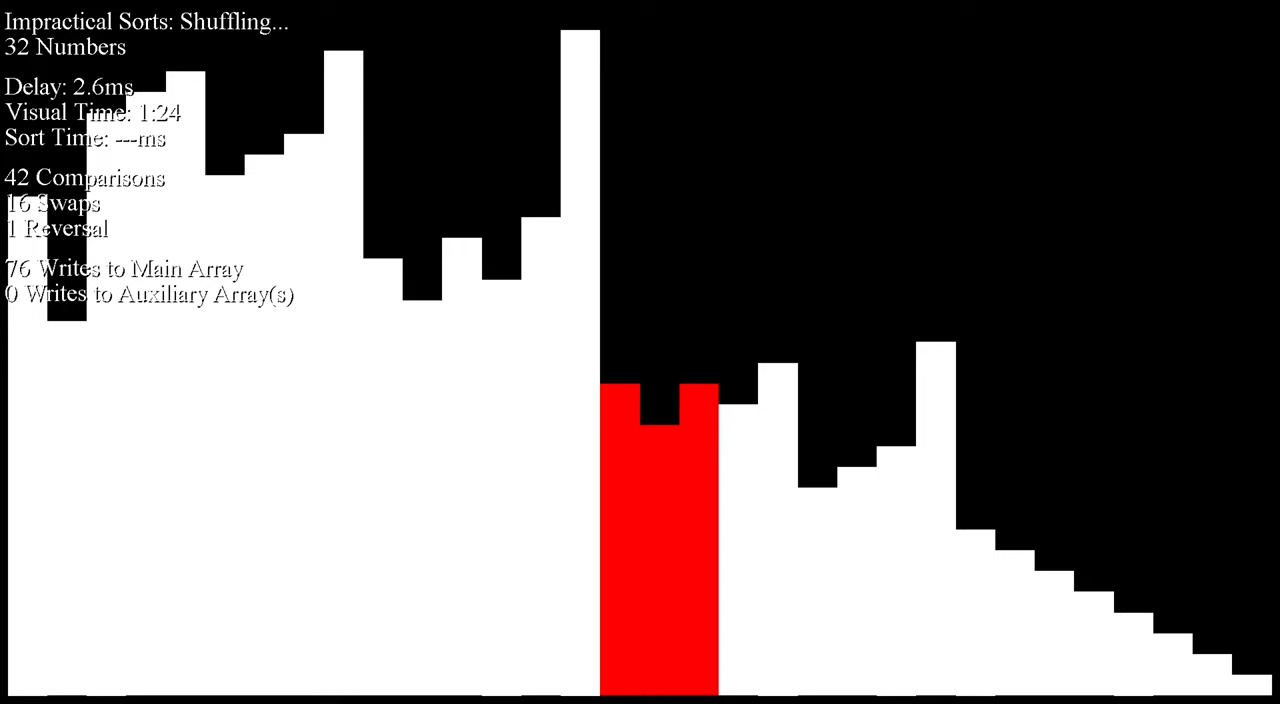 Impractical Sorts: Shuffling...
32 Numbers
Delay: 2.6ms
Visual Time: 1:24
Sort Time: ---ms
42 Comparisons
16 Swaps
1 Reversal
76 Writes to Main Array
0 Writes to Auxiliary Array(s)